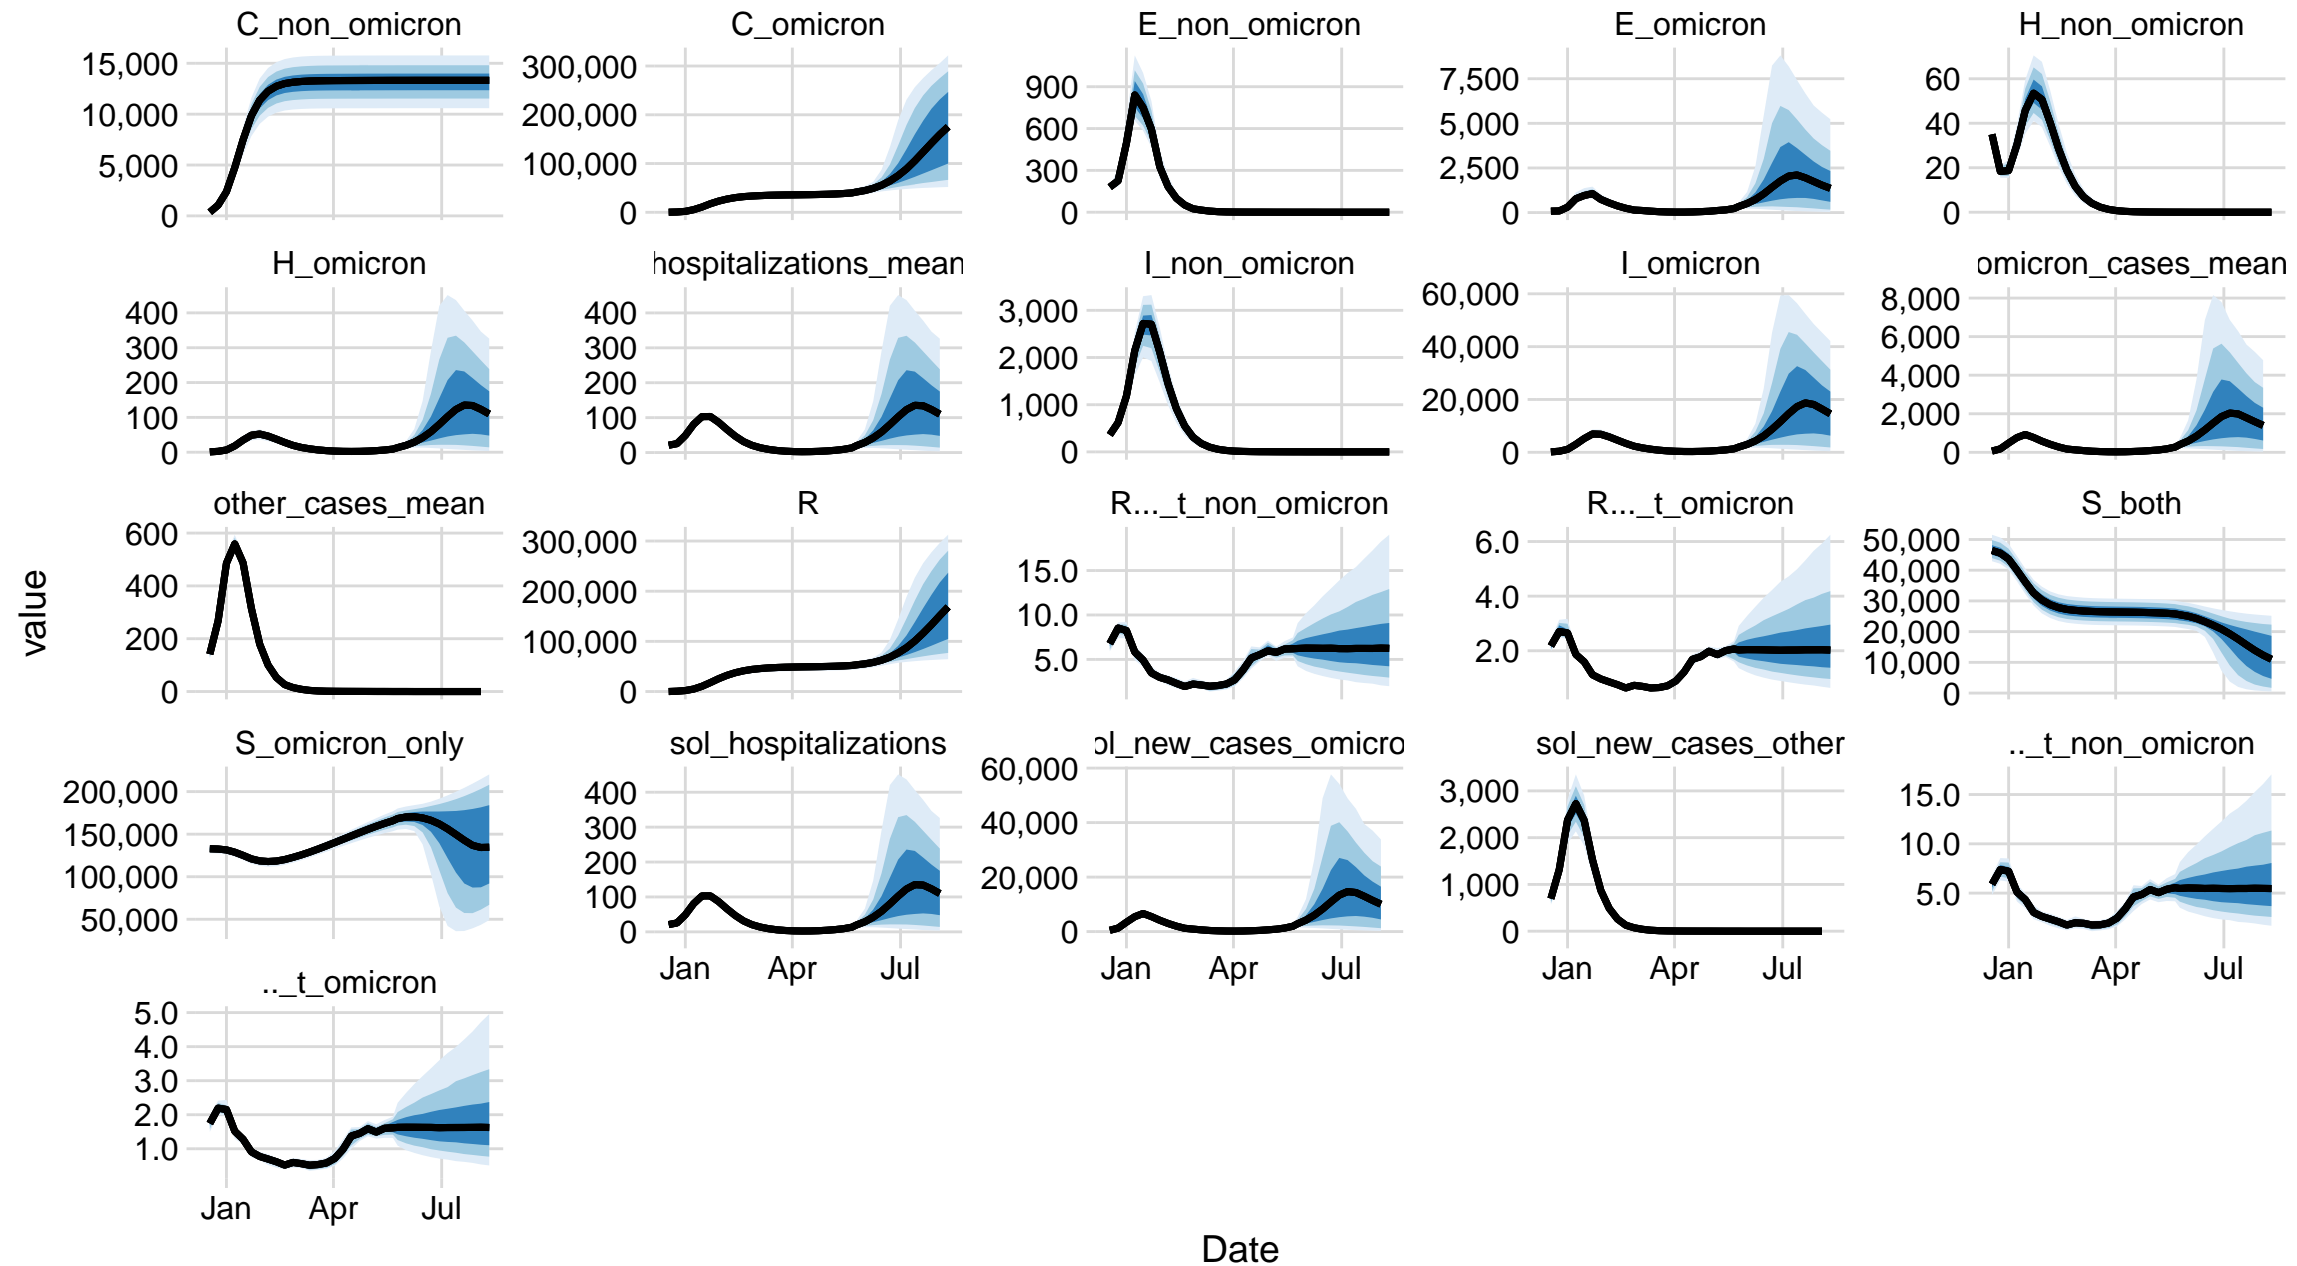 C_non_omicron C_omicron E_non_omicron E_omicron H_non_omicron
15,000 10,000 5,000 0
300,000 200,000 100,000 0
900 600 300 0
7,500 5,000 2,500 0
60 40 20 0
H_omicron hospitalizations_mean I_non_omicron I_omicron omicron_cases_mean
400 300 200 100 0
400 300 200 100 0
3,000 2,000 1,000 0
60,000 40,000 20,000 0
8,000 6,000 4,000 2,000 0
other_cases_mean R R..._t_non_omicron R..._t_omicron S_both
600 400 200 0
300,000 200,000 100,000 0
15.0 10.0 5.0
6.0 4.0 2.0
50,000 40,000 30,000 20,000 10,000 0
S_omicron_only sol_hospitalizations ol_new_cases_omicro sol_new_cases_other .._t_non_omicron
200,000 150,000 100,000 50,000
400 300 200 100 0
60,000 40,000 20,000 0
3,000 2,000 1,000 0
15.0 10.0 5.0
Jan Apr Jul Jan Apr Jul Jan Apr Jul Jan Apr Jul
.._t_omicron
5.0 4.0 3.0 2.0 1.0
Jan Apr Jul
value
Date